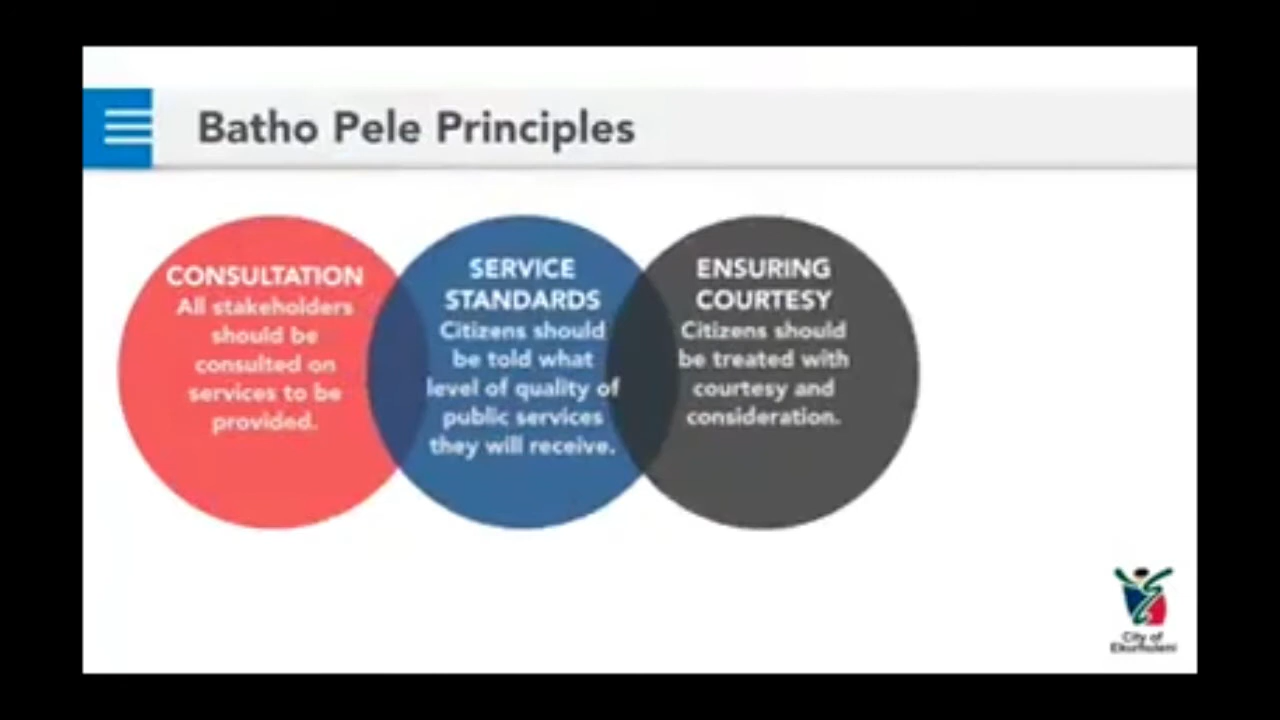 Batho Pele Principles
CONSULTATION
All stakeholders
should be
consulted on
services to be
provided.
SERVICE
STANDARDS
Citizens should
be told what
level of quality of
public services
they will receive.
ENSURING
COURTESY
Citizens should
be treated with
courtesy and
consideration.
City of
Ekurhuleni